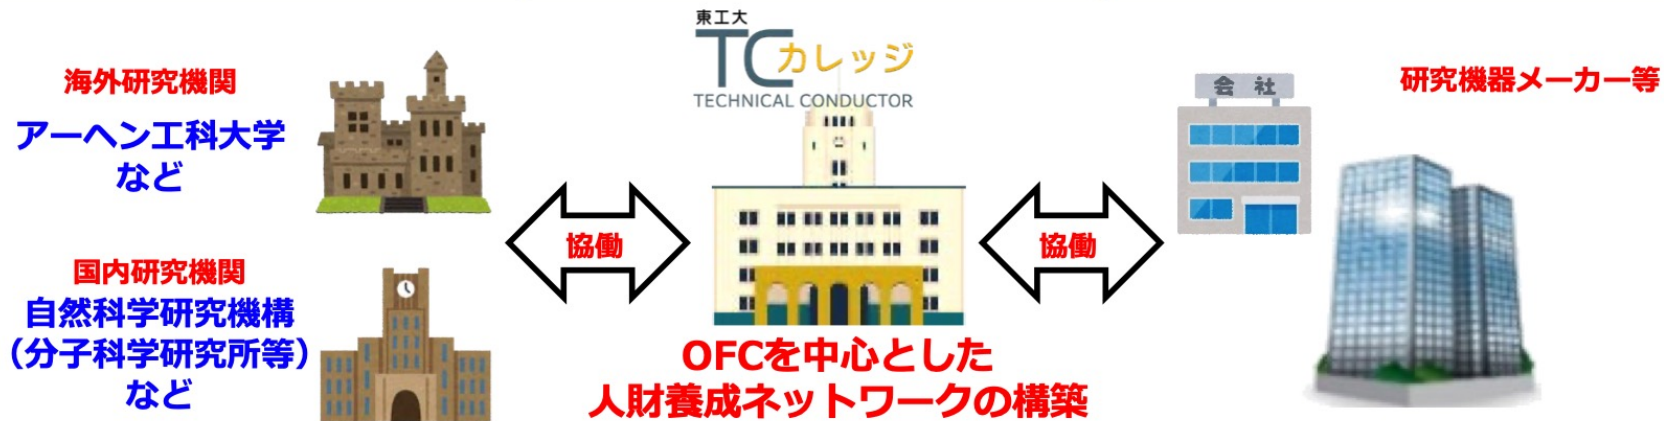 海外研究機関
アーヘン工科大学
など
国内研究機関
自然科学研究機構
（分子科学研究所等）
など
協働
東工大
TCカレッジ
TECHNICAL CONDUCTOR
OFCを中心とした
人財養成ネットワークの構築
協働
会社
研究機器メーカー等